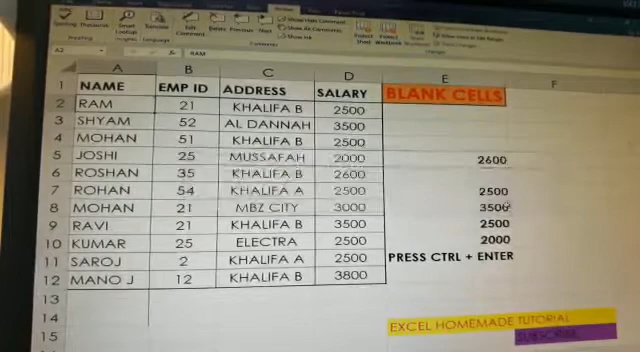 A2
RAM
A B C D E F
1 NAME EMP ID ADDRESS SALARY BLANK CELLS
2 RAM 21 KHALIFA B 2500
3 SHYAM 52 AL DANNAH 3500
4 MOHAN 51 KHALIFA B 2500
5 JOSHI 25 MUSSAFAH 2000 2600
6 ROSHAN 35 KHALIFA B 2600
7 ROHAN 54 KHALIFA A 2500 2500
8 MOHAN 21 MBZ CITY 3000 3500
9 RAVI 21 KHALIFA B 3500 2500
10 KUMAR 25 ELECTRA 2500 2000
11 SAROJ 2 KHALIFA A 2500 PRESS CTRL + ENTER
12 MANO J 12 KHALIFA B 3800
13
14 EXCEL HOMEMADE TUTORIAL
15 SUBSCRIBE